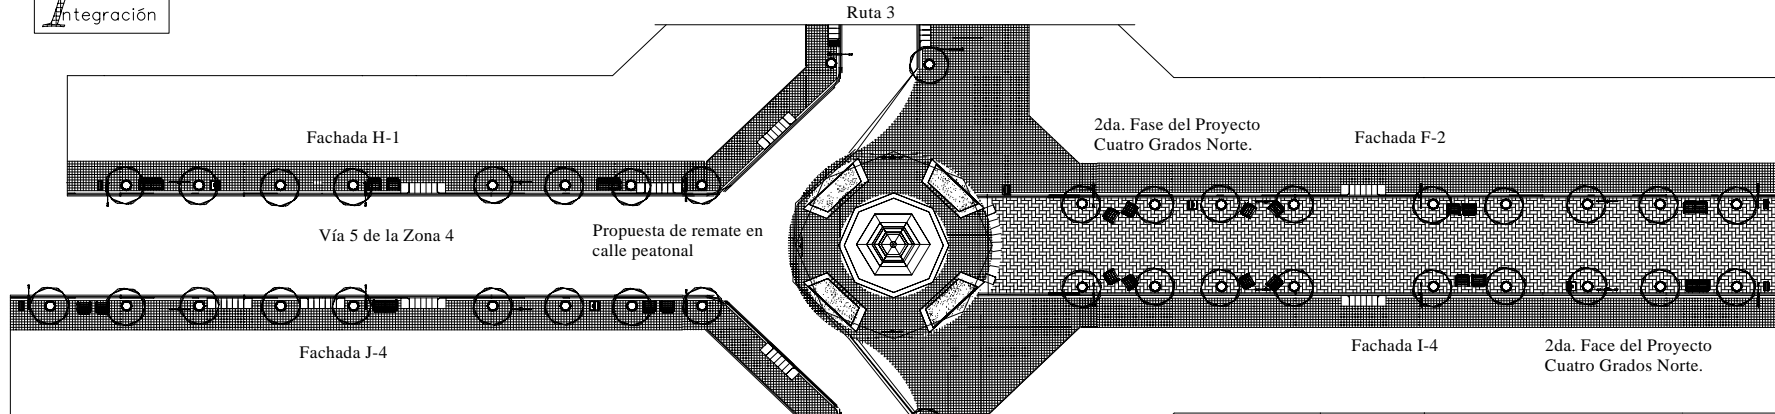 Integración
Ruta 3
Fachada H-1
2da. Fase del Proyecto
Cuatro Grados Norte.
Fachada F-2
Vía 5 de la Zona 4
Propuesta de remate en
calle peatonal
Fachada J-4
Fachada I-4
2da. Face del Proyecto
Cuatro Grados Norte.